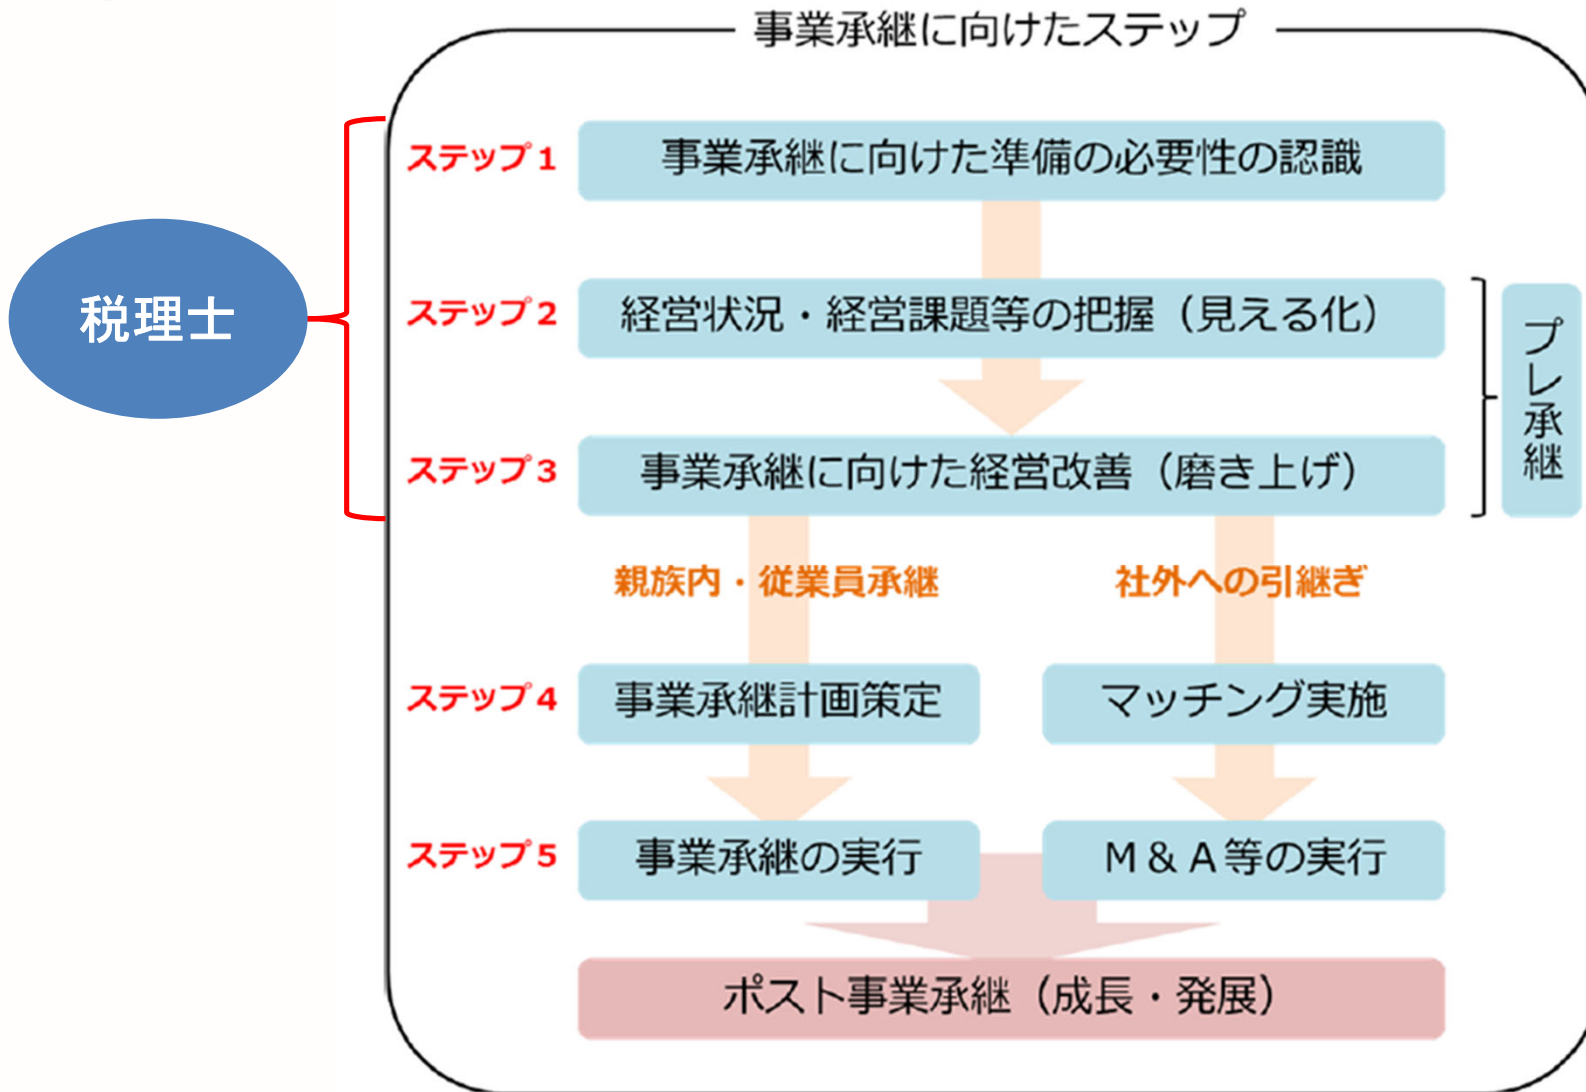 事業承継に向けたステップ
税理士
ステップ1
事業承継に向けた準備の必要性の認識
ステップ2
経営状況・経営課題等の把握（見える化）
ステップ3
事業承継に向けた経営改善（磨き上げ）
プレ承継
親族内・従業員承継
社外への引継ぎ
ステップ4
事業承継計画策定
マッチング実施
ステップ5
事業承継の実行
M＆A等の実行
ポスト事業承継（成長・発展）